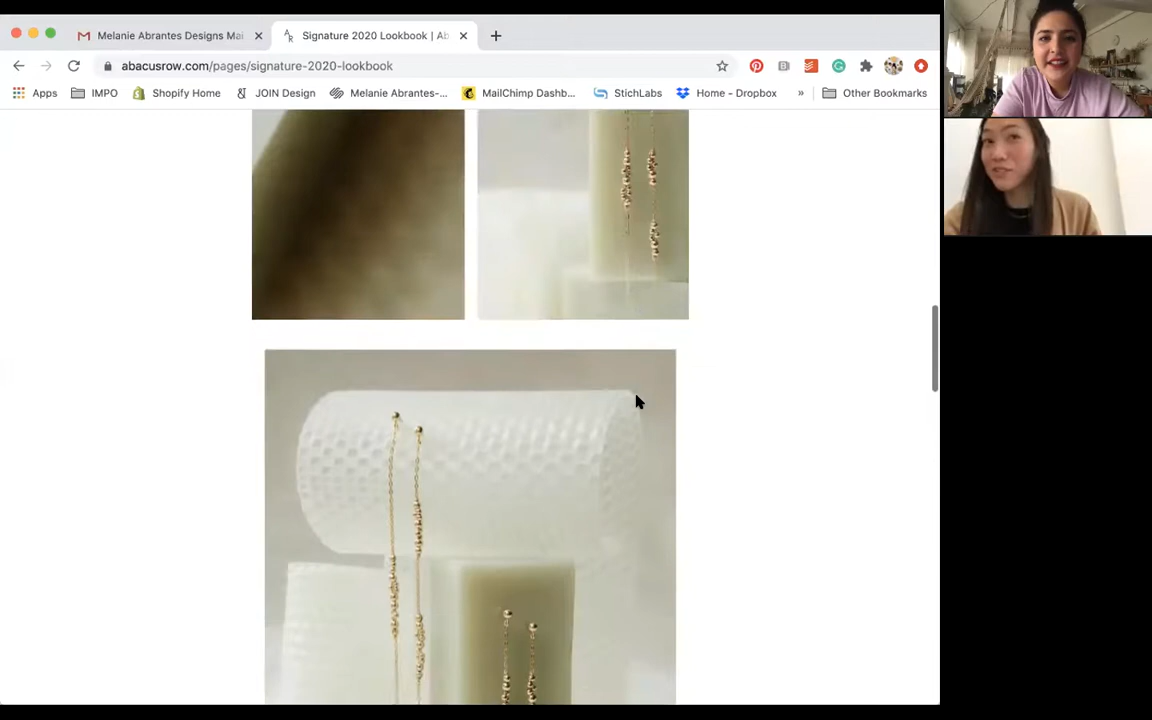 Melanie Abrantes Designs Mai
Signature 2020 Lookbook | Ab
abacusrow.com/pages/signature-2020-lookbook
Apps IMPO Shopify Home JOIN Design Melanie Abrantes-... MailChimp Dashb... StichLabs Home – Dropbox » Other Bookmarks